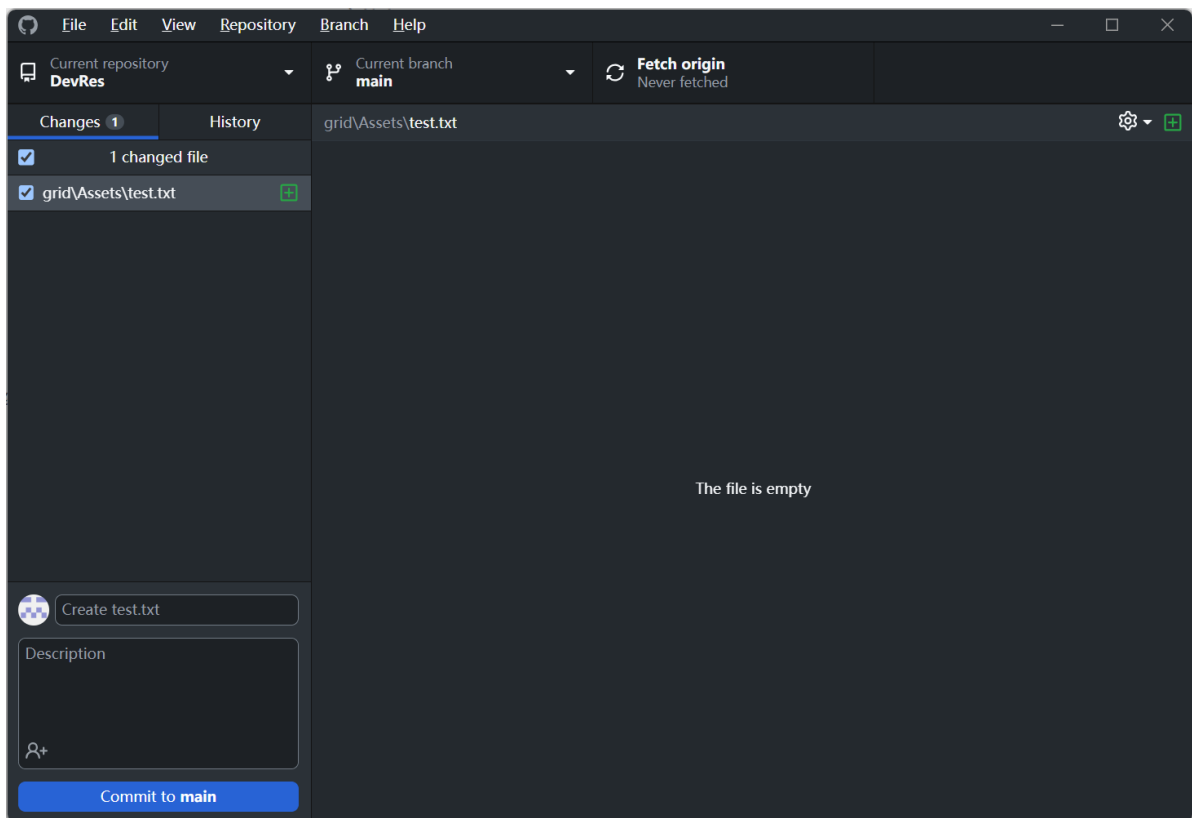 File Edit View Repository Branch Help
Current repository
DevRes
Current branch
main
Fetch origin
Never fetched
Changes 1
History
grid\Assets\test.txt
1 changed file
grid\Assets\test.txt
The file is empty
Create test.txt
Description
Commit to main